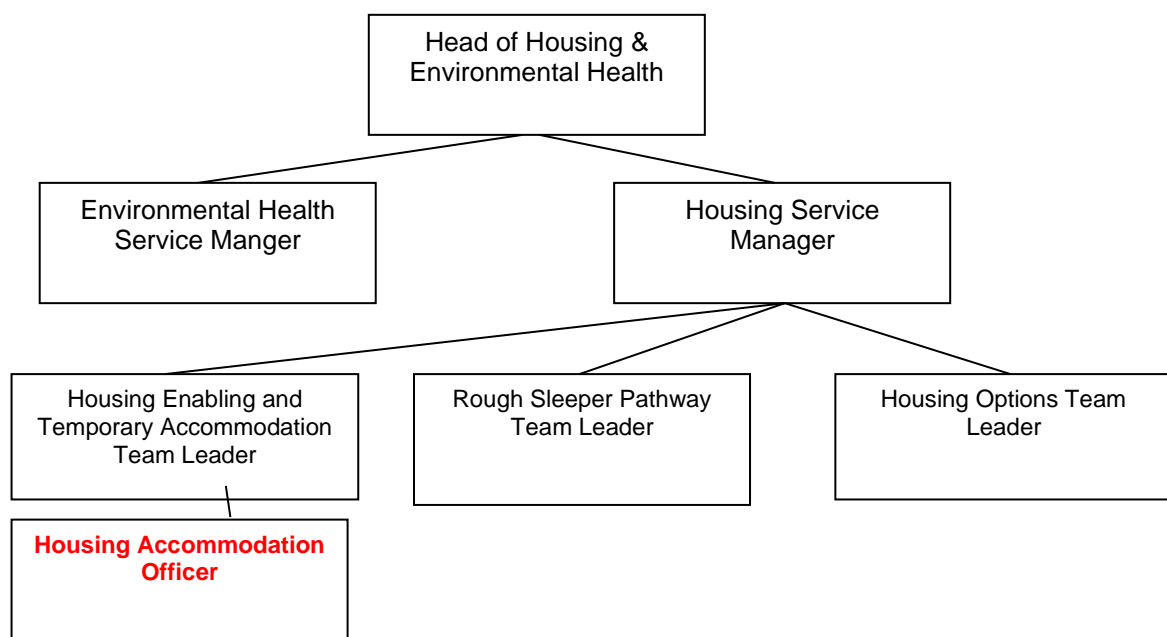 Head of Housing &
Environmental Health
Environmental Health
Service Manger
Housing Service
Manager
Housing Enabling and
Temporary Accommodation
Team Leader
Rough Sleeper Pathway
Team Leader
Housing Options Team
Leader
Housing Accommodation
Officer